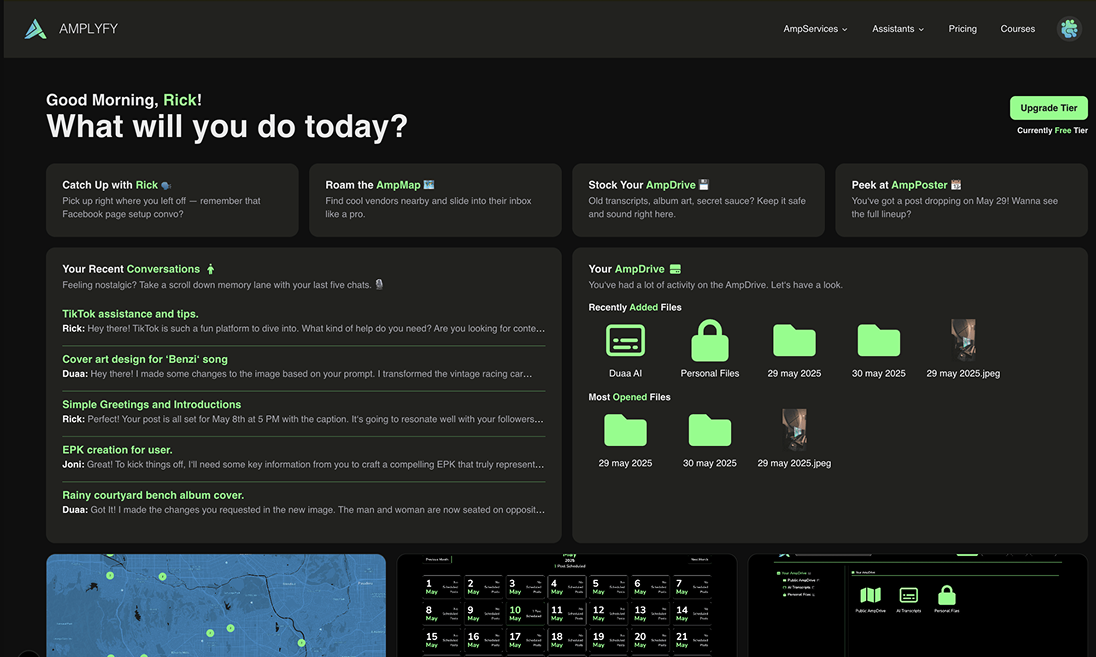 AMPLYFY
AmpServices
Assistants
Pricing
Courses
Good Morning, Rick!
What will you do today?
Upgrade Tier
Currently Free Tier
Catch Up with Rick
Pick up right where you left off — remember that
Facebook page setup convo?
Roam the AmpMap
Find cool vendors nearby and slide into their inbox
like a pro.
Stock Your AmpDrive
Old transcripts, album art, secret sauce? Keep it safe
and sound right here.
Peek at AmpPoster
You've got a post dropping on May 29! Wanna see
the full lineup?
Your Recent Conversations
Feeling nostalgic? Take a scroll down memory lane with your last five chats.
TikTok assistance and tips.
Rick: Hey there! TikTok is such a fun platform to dive into. What kind of help do you need? Are you looking for conte...
Cover art design for 'Benzi' song
Duaa: Hey there! I made some changes to the image based on your prompt. I transformed the vintage racing car...
Simple Greetings and Introductions
Rick: Perfect! Your post is all set for May 8th at 5 PM with the caption. It's going to resonate well with your followers...
EPK creation for user.
Joni: Great! To kick things off, I'll need some key information from you to craft a compelling EPK that truly represent...
Rainy courtyard bench album cover.
Duaa: Got It! I made the changes you requested in the new image. The man and woman are now seated on opposit...
Your AmpDrive
You've had a lot of activity on the AmpDrive. Let's have a look.
Recently Added Files
Duaa AI
Personal Files
29 may 2025
30 may 2025
29 may 2025.jpeg
Most Opened Files
29 may 2025
30 may 2025
29 may 2025.jpeg
Previous Month
May
2025
1 Post Scheduled
Next Month
1 2 3 4 5 6 7
May May May May May May May
8 9 10 11 12 13 14
May May May May May May May
15 16 17 18 19 20 21
May May May May May May May
Your AmpDrive
Public AmpDrive
AI Transcripts
Personal Files
Your AmpDrive
Public AmpDrive
AI Transcripts
Personal Files